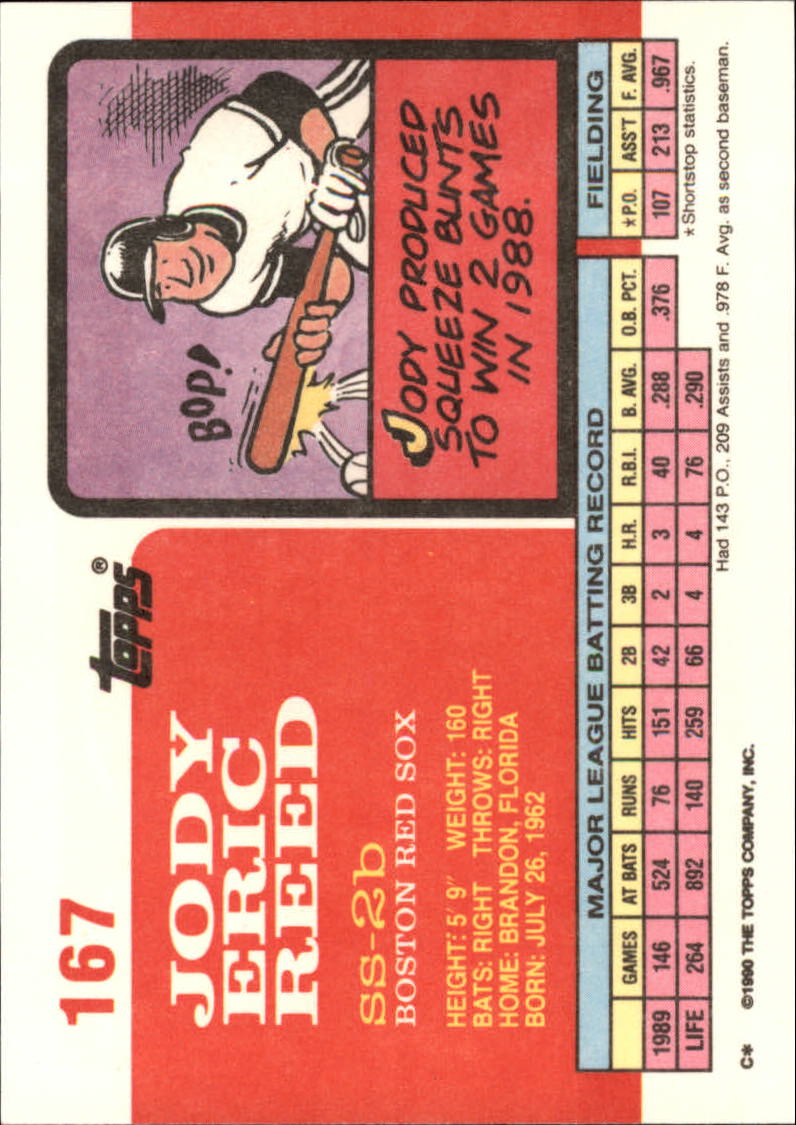 167
topps®
JODY
ERIC
REED
SS-2b
BOSTON RED SOX
HEIGHT: 5' 9" WEIGHT: 160
BATS: RIGHT THROWS: RIGHT
HOME: BRANDON, FLORIDA
BORN: JULY 26, 1962
BOP!
JODY PRODUCED
SQUEEZE BUNTS
TO WIN 2 GAMES
IN 1988.
MAJOR LEAGUE BATTING RECORD FIELDING
GAMES AT BATS RUNS HITS 2B 3B H.R. R.B.I. B. AVG. O.B. PCT. *P.O. ASS'T F. AVG.
1989 146 524 76 151 42 2 3 40 .288 .376 107 213 .967
LIFE 264 892 140 259 66 4 4 76 .290 *Shortstop statistics.
Had 143 P.O., 209 Assists and .978 F. Avg. as second baseman.
C* ©1990 THE TOPPS COMPANY, INC.